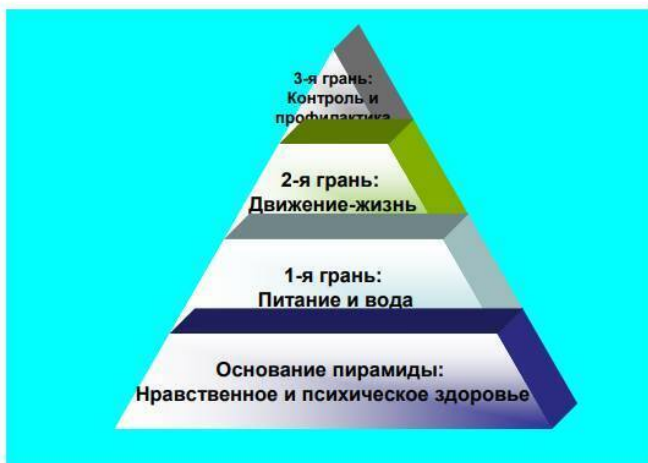 3-я грань:
Контроль и
профилактика
2-я грань:
Движение-жизнь
1-я грань:
Питание и вода
Основание пирамиды:
Нравственное и психическое здоровье